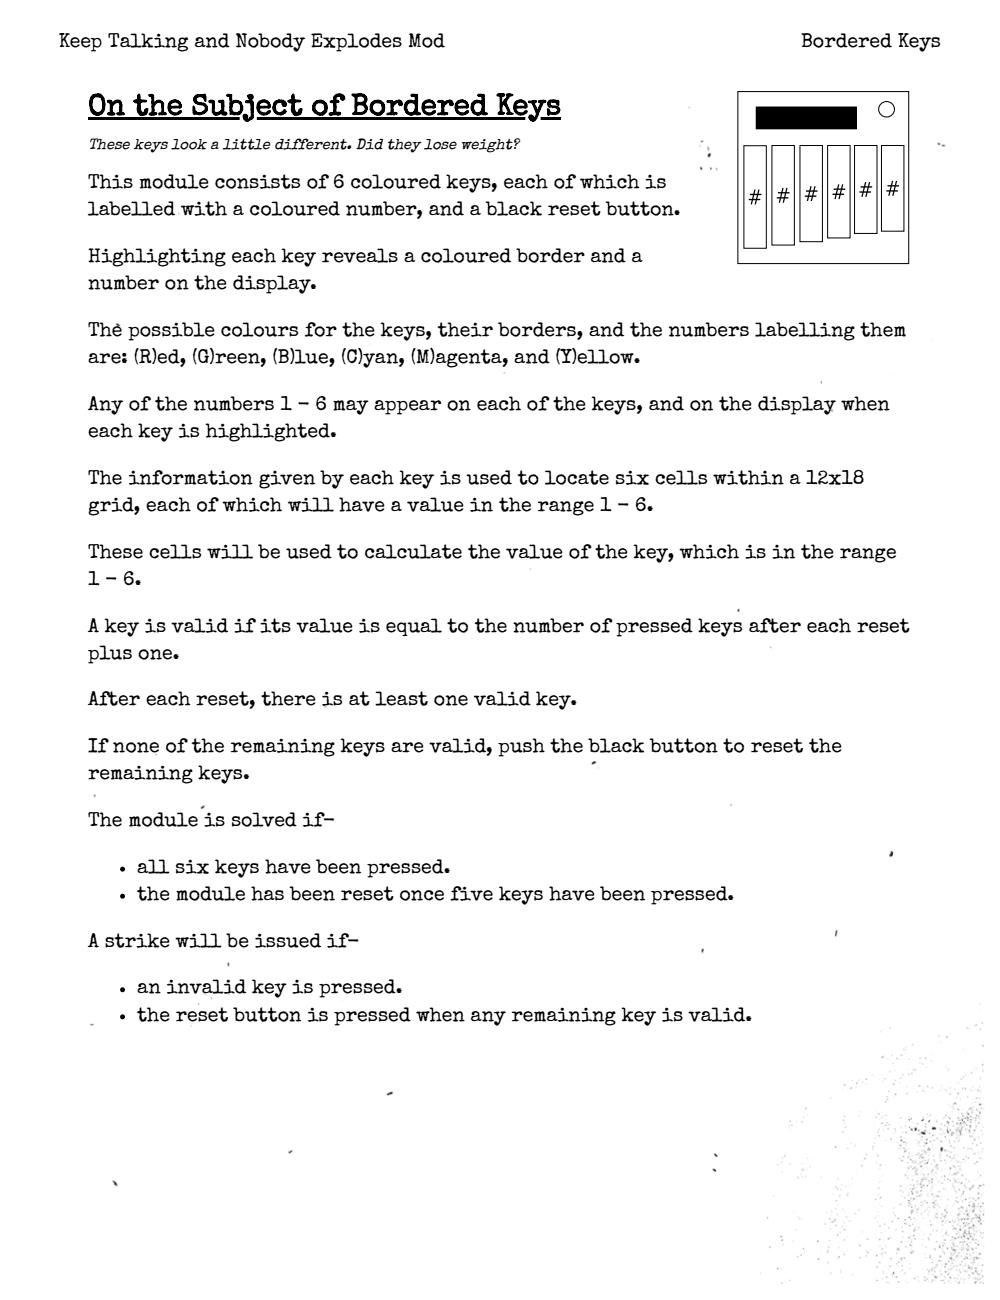 Keep Talking and Nobody Explodes Mod
Bordered Keys
On the Subject of Bordered Keys
These keys look a little different. Did they lose weight?
This module consists of 6 coloured keys, each of which is
labelled with a coloured number, and a black reset button.
# # # # # #
Highlighting each key reveals a coloured border and a
number on the display.
The possible colours for the keys, their borders, and the numbers labelling them
are: (R)ed, (G)reen, (B)lue, (C)yan, (M)agenta, and (Y)ellow.
Any of the numbers 1 - 6 may appear on each of the keys, and on the display when
each key is highlighted.
The information given by each key is used to locate six cells within a 12x18
grid, each of which will have a value in the range 1 - 6.
These cells will be used to calculate the value of the key, which is in the range
1 - 6.
A key is valid if its value is equal to the number of pressed keys after each reset
plus one.
After each reset, there is at least one valid key.
If none of the remaining keys are valid, push the black button to reset the
remaining keys.
The module is solved if-
• all six keys have been pressed.
• the module has been reset once five keys have been pressed.
A strike will be issued if-
• an invalid key is pressed.
• the reset button is pressed when any remaining key is valid.